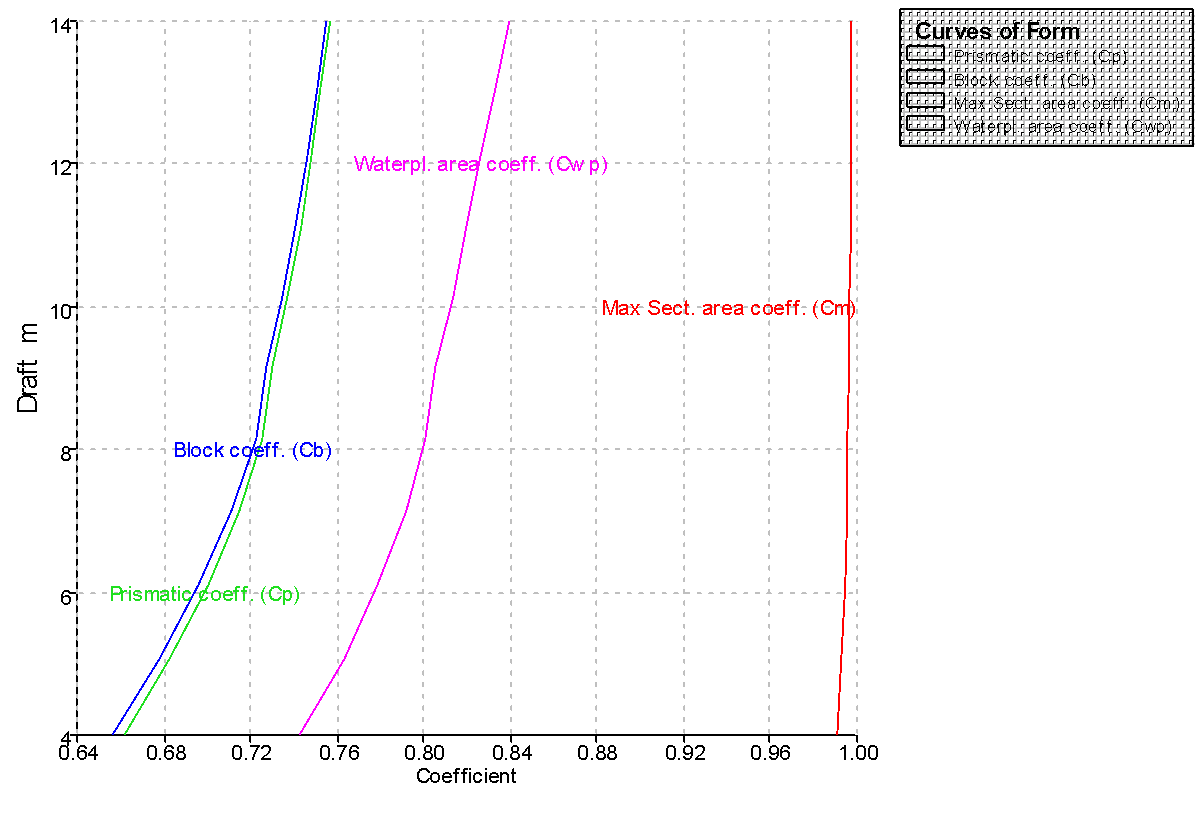 Curves of Form
Prismatic coeff. (Cp)
Block coeff. (Cb)
Max Sect. area coeff. (Cm)
Waterpl. area coeff. (Cwp)
14
12
10
8
6
4
Draft m
Waterpl. area coeff. (Cwp)
Max Sect. area coeff. (Cm)
Block coeff. (Cb)
Prismatic coeff. (Cp)
0.64 0.68 0.72 0.76 0.80 0.84 0.88 0.92 0.96 1.00
Coefficient